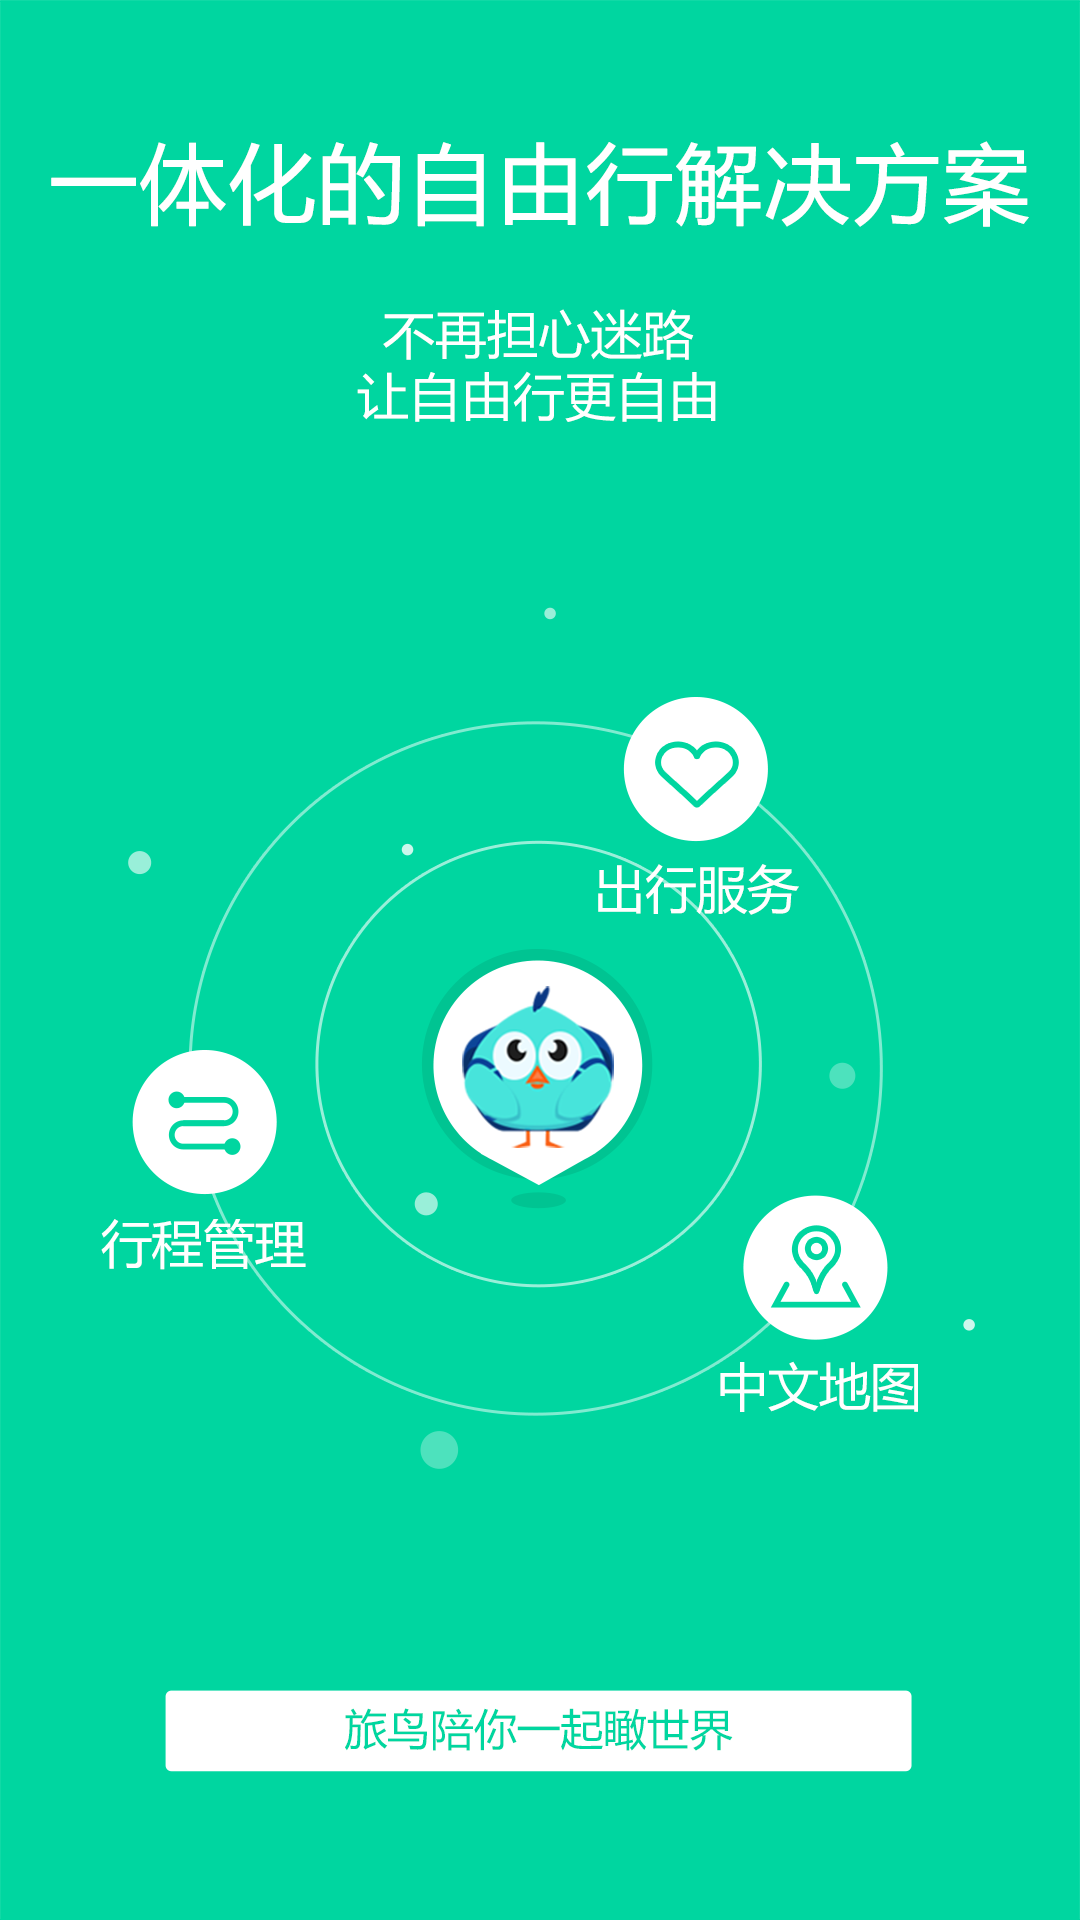 一体化的自由行解决方案
不再担心迷路
让自由行更自由
出行服务
行程管理
中文地图
旅鸟陪你一起瞰世界